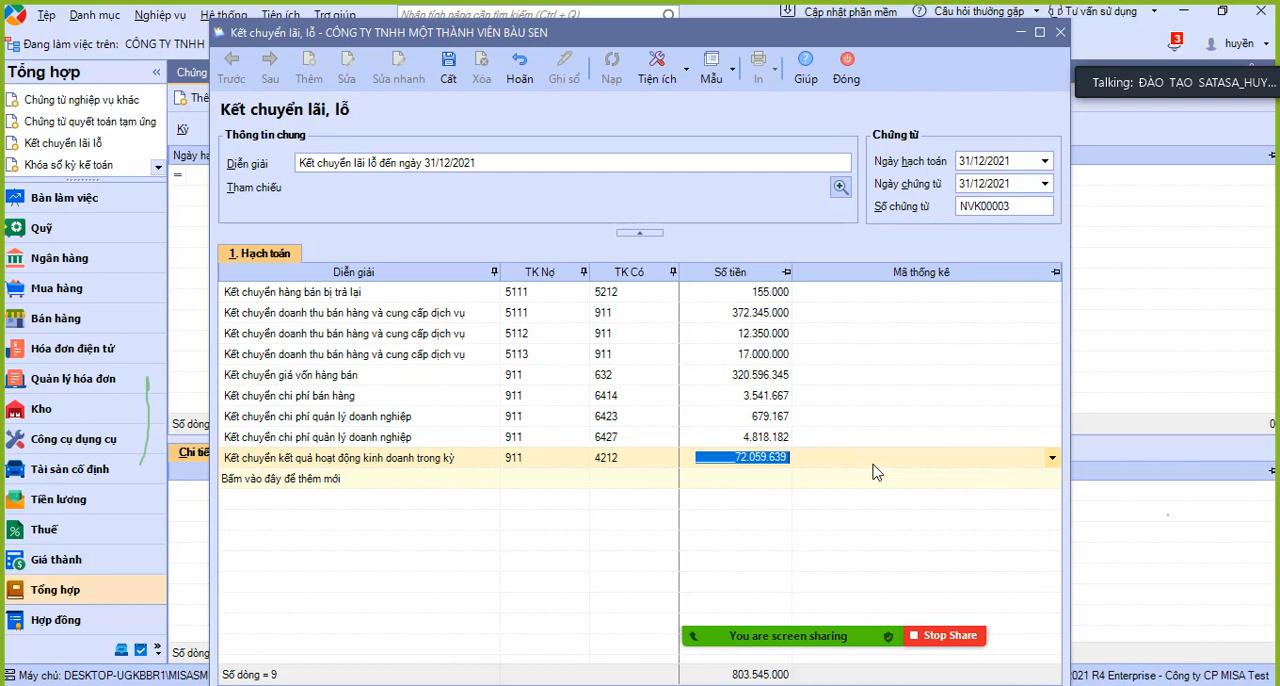 Tệp Danh mục Nghiệp vụ Hệ thống Tiện ích Trợ giúp
Nhập tính năng cần tìm kiếm (Ctrl + Q)
Cập nhật phần mềm Câu hỏi thường gặp Tư vấn sử dụng
Đang làm việc trên: CÔNG TY TNHH
Kết chuyển lãi, lỗ - CÔNG TY TNHH MỘT THÀNH VIÊN BÀU SEN
3
huyền
Talking: ĐÀO TẠO SATASA_HUY...
Trước Sau Thêm Sửa Sửa nhanh Cất Xóa Hoãn Ghi sổ Nạp Tiện ích Mẫu In Giúp Đóng
Tổng hợp
Chứng từ nghiệp vụ khác
Chứng từ quyết toán tạm ứng
Kết chuyển lãi lỗ
Khóa sổ kỳ kế toán
Bàn làm việc
Quỹ
Ngân hàng
Mua hàng
Bán hàng
Hóa đơn điện tử
Quản lý hóa đơn
Kho
Công cụ dụng cụ
Tài sản cố định
Tiền lương
Thuế
Giá thành
Tổng hợp
Hợp đồng
Chứng
Thê
Kỳ
Ngày hạ
=
Số dòng
Chi tiế
Số dòng
0
Kết chuyển lãi, lỗ
Thông tin chung
Diễn giải Kết chuyển lãi lỗ đến ngày 31/12/2021
Tham chiếu
Chứng từ
Ngày hạch toán 31/12/2021
Ngày chứng từ 31/12/2021
Số chứng từ NVK00003
1. Hạch toán
Diễn giải TK Nợ TK Có Số tiền Mã thống kê
Kết chuyển hàng bán bị trả lại 5111 5212 155.000
Kết chuyển doanh thu bán hàng và cung cấp dịch vụ 5111 911 372.345.000
Kết chuyển doanh thu bán hàng và cung cấp dịch vụ 5112 911 12.350.000
Kết chuyển doanh thu bán hàng và cung cấp dịch vụ 5113 911 17.000.000
Kết chuyển giá vốn hàng bán 911 632 320.596.345
Kết chuyển chi phí bán hàng 911 6414 3.541.667
Kết chuyển chi phí quản lý doanh nghiệp 911 6423 679.167
Kết chuyển chi phí quản lý doanh nghiệp 911 6427 4.818.182
Kết chuyển kết quả hoạt động kinh doanh trong kỳ 911 4212 72.059.639
Bấm vào đây để thêm mới
You are screen sharing Stop Share
Số dòng = 9 803.545.000
Máy chủ: DESKTOP-UGKBBR1\MISASM
2021 R4 Enterprise - Công ty CP MISA Test